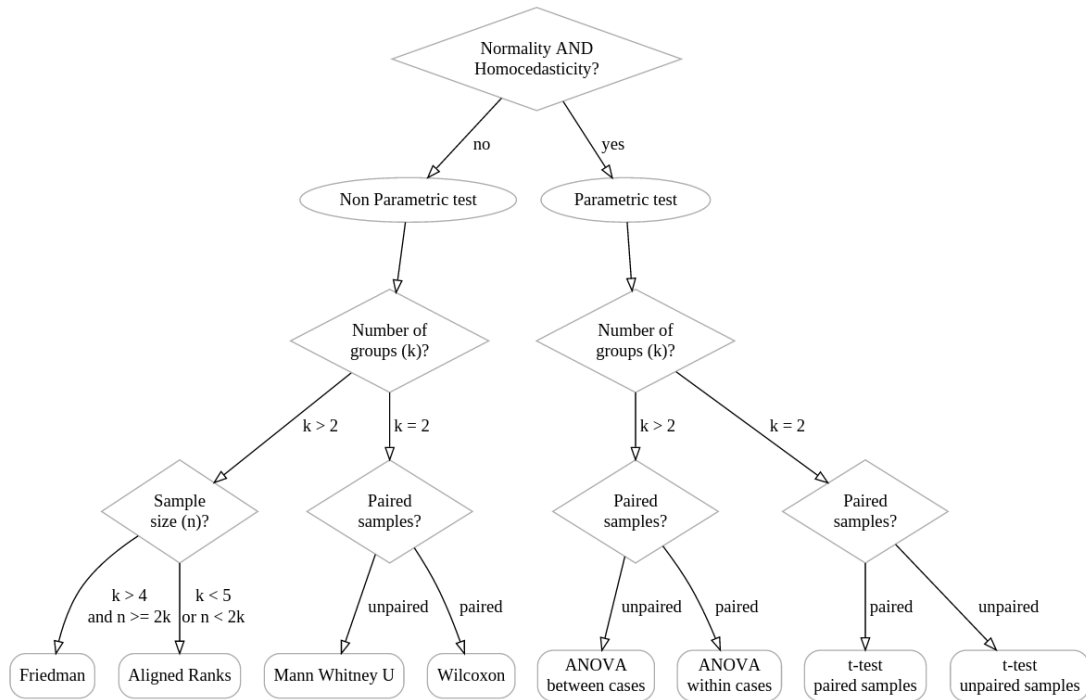 Normality AND
Homocedasticity?
no
yes
Non Parametric test
Parametric test
Number of
groups (k)?
Number of
groups (k)?
k > 2
k = 2
k > 2
k = 2
Sample
size (n)?
Paired
samples?
Paired
samples?
Paired
samples?
k > 4
and n >= 2k
k < 5
or n < 2k
unpaired
paired
unpaired
paired
paired
unpaired
Friedman
Aligned Ranks
Mann Whitney U
Wilcoxon
ANOVA
between cases
ANOVA
within cases
t-test
paired samples
t-test
unpaired samples